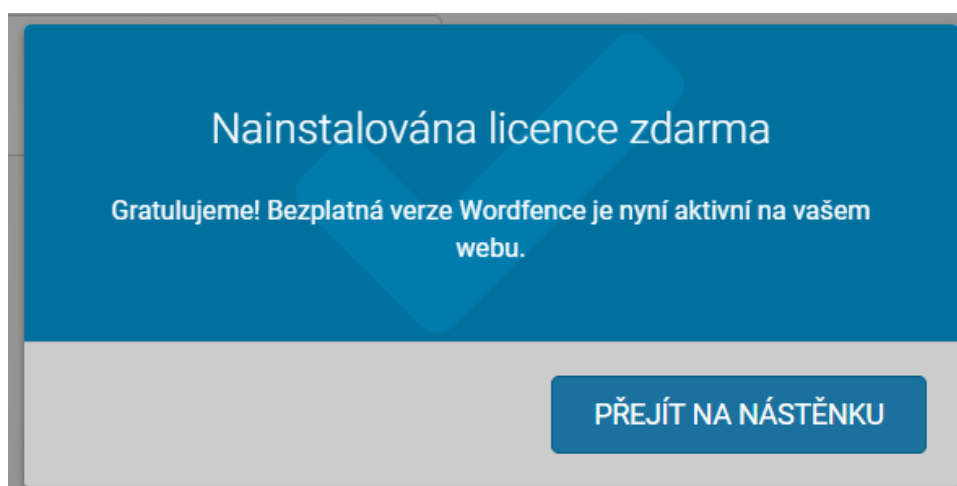 Nainstalována licence zdarma
Gratulujeme! Bezplatná verze Wordfence je nyní aktivní na vašem
webu.
PŘEJÍT NA NÁSTĚNKU